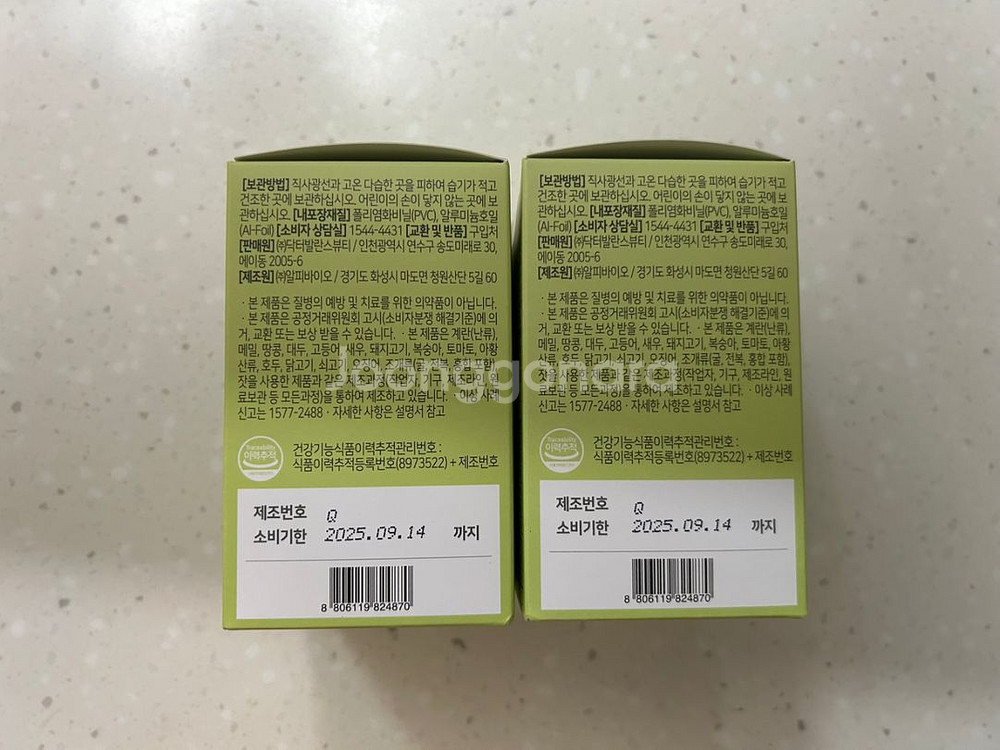 [보관방법] 직사광선과 고온 다습한 곳을 피하여 습기가 적고
건조한 곳에 보관하십시오. 어린이의 손이 닿지 않는 곳에 보
관하십시오. [내포장재질] 폴리염화비닐(PVC), 알루미늄호일
(Al-Foil) [소비자 상담실] 1544-4431 [교환 및 반품] 구입처
[판매원] ㈜닥터발란스뷰티 / 인천광역시 연수구 송도미래로 30,
에이동 2005-6
[제조원] ㈜알피바이오 / 경기도 화성시 마도면 청원산단 5길 60
· 본 제품은 질병의 예방 및 치료를 위한 의약품이 아닙니다.
· 본 제품은 공정거래위원회 고시(소비자분쟁 해결기준)에 의
거, 교환 또는 보상 받을 수 있습니다. · 본 제품은 계란(난류),
메밀, 땅콩, 대두, 고등어, 새우, 돼지고기, 복숭아, 토마토, 아황
산류, 호두, 닭고기, 쇠고기, 오징어, 조개류(굴, 전복, 홍합 포함),
잣을 사용한 제품과 같은 제조시설(작업자, 기구, 제조라인, 원
료보관 등 모든과정)을 통하여 제조하고 있습니다. · 이상 사례
신고는 1577-2488 · 자세한 사항은 설명서 참고
Traceability
이력추적
건강기능식품이력추적관리번호 :
식품이력추적등록번호(8973522) + 제조번호
제조번호 Q
소비기한 2025.09.14 까지
8 806119 824870
[보관방법] 직사광선과 고온 다습한 곳을 피하여 습기가 적고
건조한 곳에 보관하십시오. 어린이의 손이 닿지 않는 곳에 보
관하십시오. [내포장재질] 폴리염화비닐(PVC), 알루미늄호일
(Al-Foil) [소비자 상담실] 1544-4431 [교환 및 반품] 구입처
[판매원] ㈜닥터발란스뷰티 / 인천광역시 연수구 송도미래로 30,
에이동 2005-6
[제조원] ㈜알피바이오 / 경기도 화성시 마도면 청원산단 5길 60
· 본 제품은 질병의 예방 및 치료를 위한 의약품이 아닙니다.
· 본 제품은 공정거래위원회 고시(소비자분쟁 해결기준)에 의
거, 교환 또는 보상 받을 수 있습니다. · 본 제품은 계란(난류),
메밀, 땅콩, 대두, 고등어, 새우, 돼지고기, 복숭아, 토마토, 아황
산류, 호두, 닭고기, 쇠고기, 오징어, 조개류(굴, 전복, 홍합 포함),
잣을 사용한 제품과 같은 제조시설(작업자, 기구, 제조라인, 원
료보관 등 모든과정)을 통하여 제조하고 있습니다. · 이상 사례
신고는 1577-2488 · 자세한 사항은 설명서 참고
Traceability
이력추적
건강기능식품이력추적관리번호 :
식품이력추적등록번호(8973522) + 제조번호
제조번호 Q
소비기한 2025.09.14 까지
8 806119 824870
Joonggonara